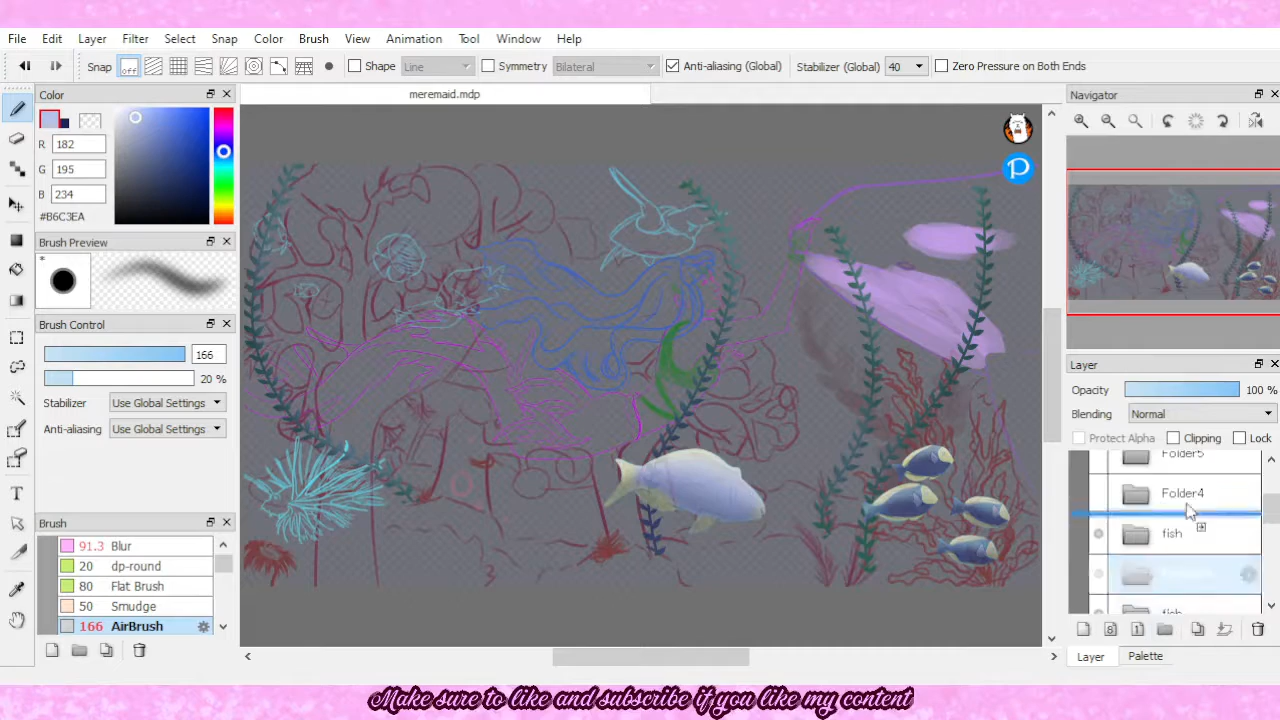 File Edit Layer Filter Select Snap Color Brush View Animation Tool Window Help
Snap off Shape Line Symmetry Bilateral Anti-aliasing (Global) Stabilizer (Global) 40 Zero Pressure on Both Ends
Color
meremaid.mdp
Navigator
R 182
G 195
B 234
#B6C3EA
Brush Preview
*
Brush Control
166
20 %
Stabilizer Use Global Settings
Anti-aliasing Use Global Settings
Brush
91.3 Blur
20 dp-round
80 Flat Brush
50 Smudge
166 AirBrush
Layer
Opacity 100 %
Blending Normal
Protect Alpha Clipping Lock
Folder5
Folder4
fish
fish
8 1
Layer Palette
Make sure to like and subscribe if you like my content